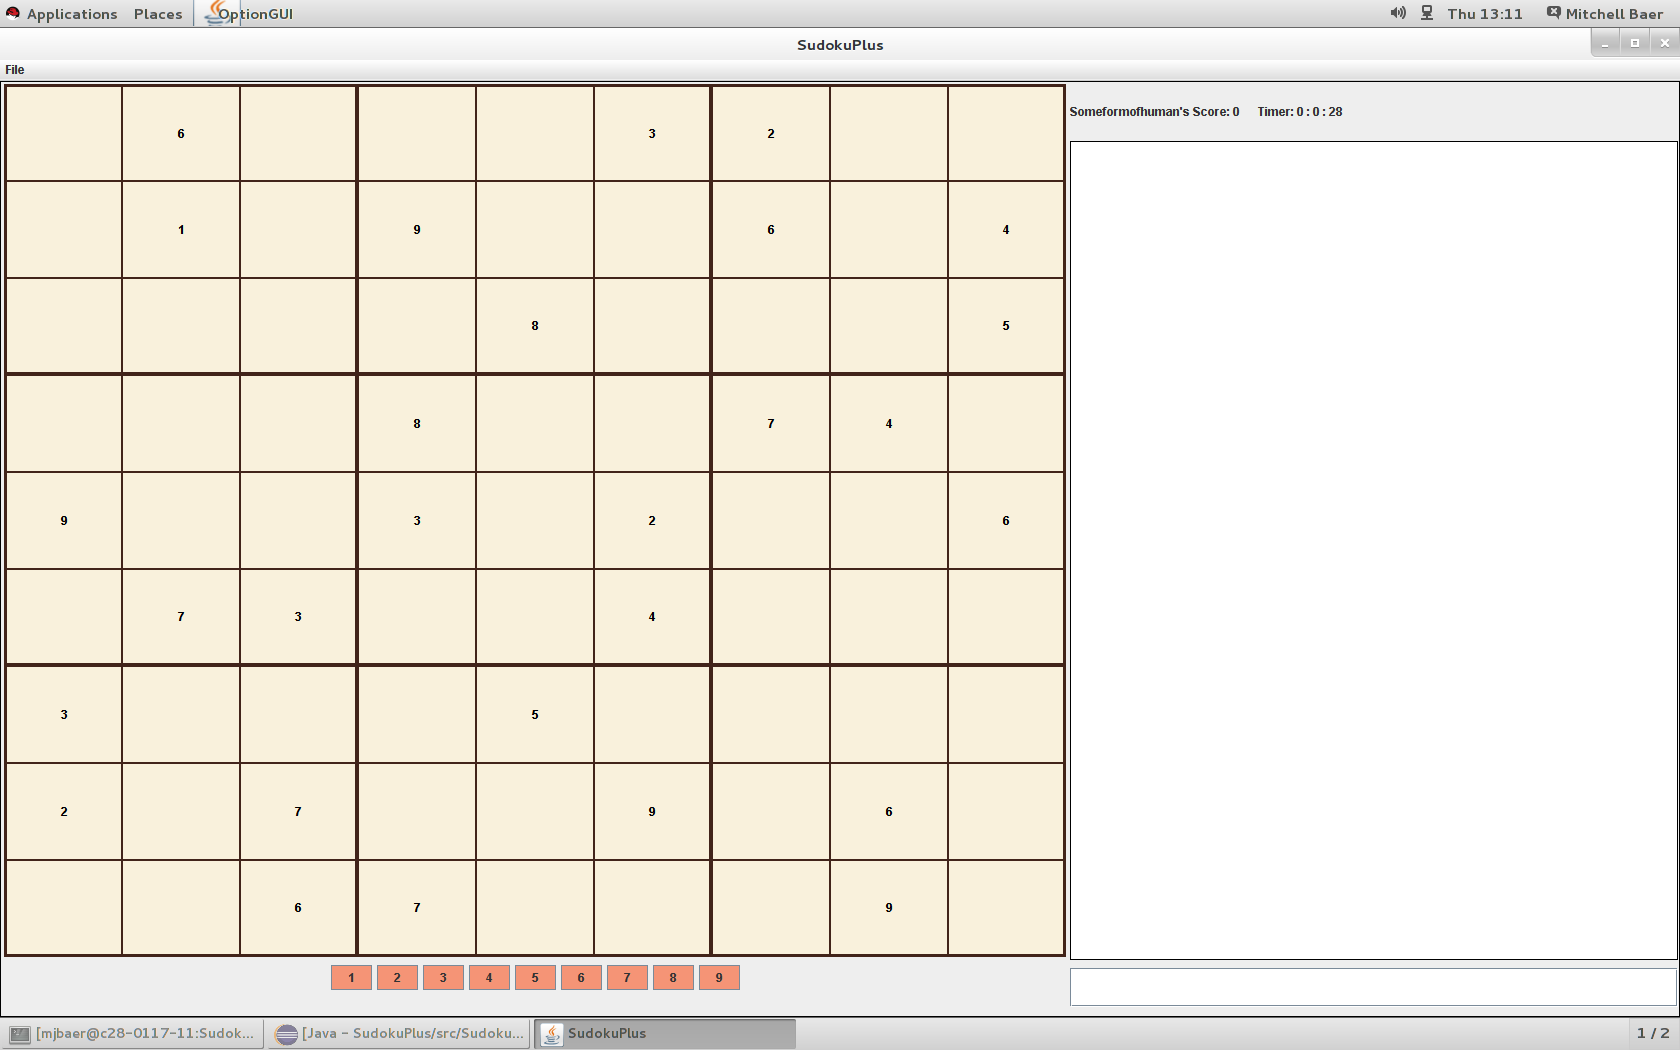 Applications Places OptionGUI Thu 13:11 Mitchell Baer
SudokuPlus
File
Someformofhuman's Score: 0 Timer: 0 : 0 : 28
6 3 2
1 9 6 4
8 5
8 7 4
9 3 2 6
7 3 4
3 5
2 7 9 6
6 7 9
1 2 3 4 5 6 7 8 9
[mjbaer@c28-0117-11:Sudok... [Java - SudokuPlus/src/Sudoku... SudokuPlus 1 / 2